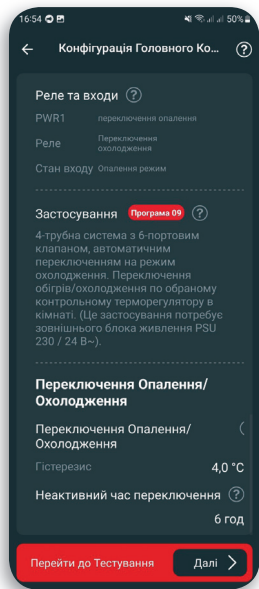 16:54 50%
Конфігурація Головного Ко... ?
Реле та входи ?
PWR1 переключення опалення
Реле Переключення
охолодження
Стан входу Опалення режим
Застосування Програма 09 ?
4-трубна система з 6-портовим
клапаном, автоматичним
переключенням на режим
охолодження. Переключення
обігрів/охолодження по обраному
контрольному терморегулятору в
кімнаті. (Це застосування потребує
зовнішнього блока живлення PSU
230 / 24 В~).
Переключення Опалення/
Охолодження
Переключення Опалення/
Охолодження
Гістерезис 4,0 °C
Неактивний час переключення ?
6 год
Перейти до Тестування Далі